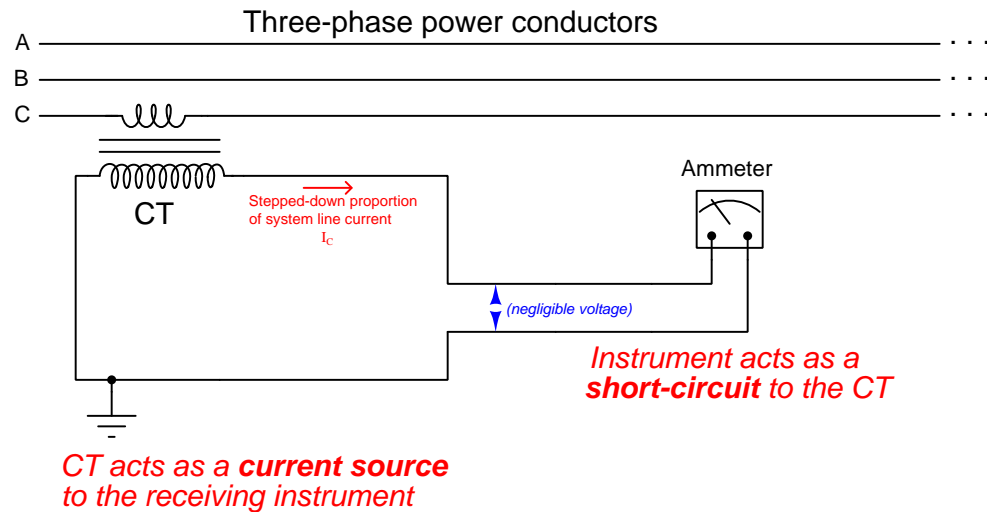 Three-phase power conductors
A
B
C
. . .
. . .
. . .
CT
Stepped-down proportion
of system line current
I_C
Ammeter
(negligible voltage)
Instrument acts as a
short-circuit to the CT
CT acts as a current source
to the receiving instrument